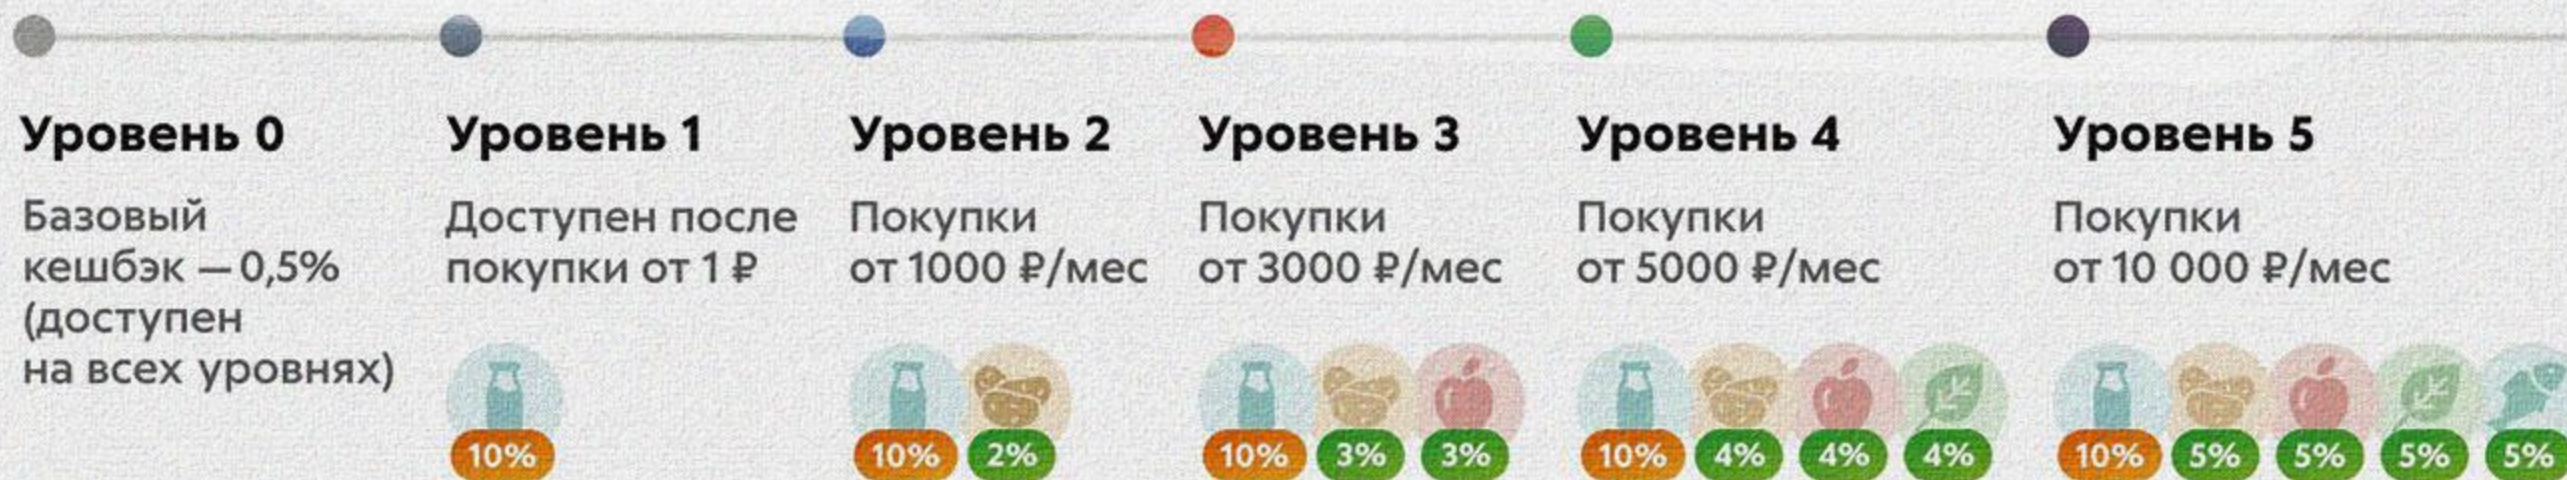 Уровень 0
Базовый
кешбэк — 0,5%
(доступен
на всех уровнях)
Уровень 1
Доступен после
покупки от 1 ₽
10%
Уровень 2
Покупки
от 1000 ₽/мес
10% 2%
Уровень 3
Покупки
от 3000 ₽/мес
10% 3% 3%
Уровень 4
Покупки
от 5000 ₽/мес
10% 4% 4% 4%
Уровень 5
Покупки
от 10 000 ₽/мес
10% 5% 5% 5% 5%